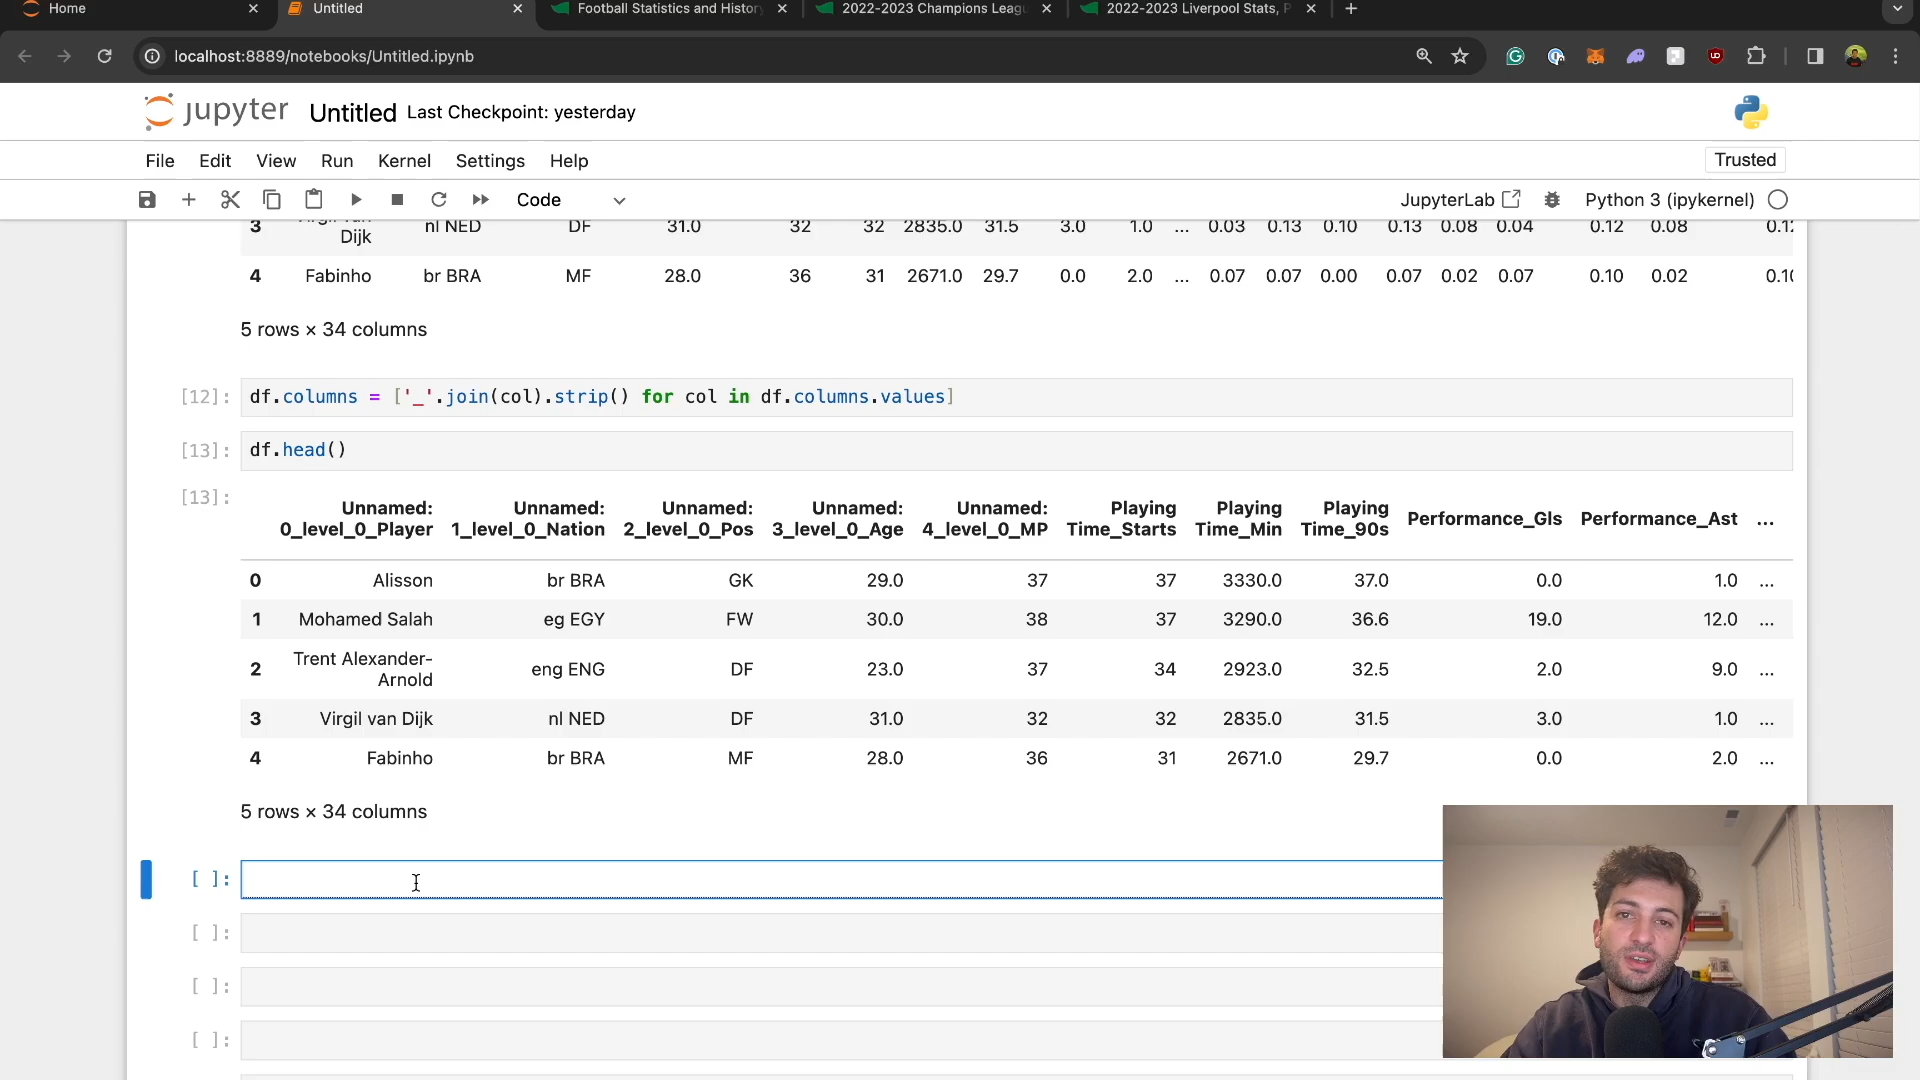 Home
Untitled
Football Statistics and History
2022-2023 Champions Leagu
2022-2023 Liverpool Stats, P
localhost:8889/notebooks/Untitled.ipynb
jupyter Untitled Last Checkpoint: yesterday
File Edit View Run Kernel Settings Help Trusted
Code JupyterLab Python 3 (ipykernel)
3 Virgil van Dijk nl NED DF 31.0 32 32 2835.0 31.5 3.0 1.0 ... 0.03 0.13 0.10 0.13 0.08 0.04 0.12 0.08 0.12
4 Fabinho br BRA MF 28.0 36 31 2671.0 29.7 0.0 2.0 ... 0.07 0.07 0.00 0.07 0.02 0.07 0.10 0.02 0.10
5 rows × 34 columns
[12]: df.columns = ['_'.join(col).strip() for col in df.columns.values]
[13]: df.head()
[13]:
Unnamed: Unnamed: Unnamed: Unnamed: Unnamed: Playing Playing Playing
0_level_0_Player 1_level_0_Nation 2_level_0_Pos 3_level_0_Age 4_level_0_MP Time_Starts Time_Min Time_90s Performance_Gls Performance_Ast ...
0 Alisson br BRA GK 29.0 37 37 3330.0 37.0 0.0 1.0 ...
1 Mohamed Salah eg EGY FW 30.0 38 37 3290.0 36.6 19.0 12.0 ...
2 Trent Alexander-Arnold eng ENG DF 23.0 37 34 2923.0 32.5 2.0 9.0 ...
3 Virgil van Dijk nl NED DF 31.0 32 32 2835.0 31.5 3.0 1.0 ...
4 Fabinho br BRA MF 28.0 36 31 2671.0 29.7 0.0 2.0 ...
5 rows × 34 columns
[ ]:
[ ]:
[ ]:
[ ]: